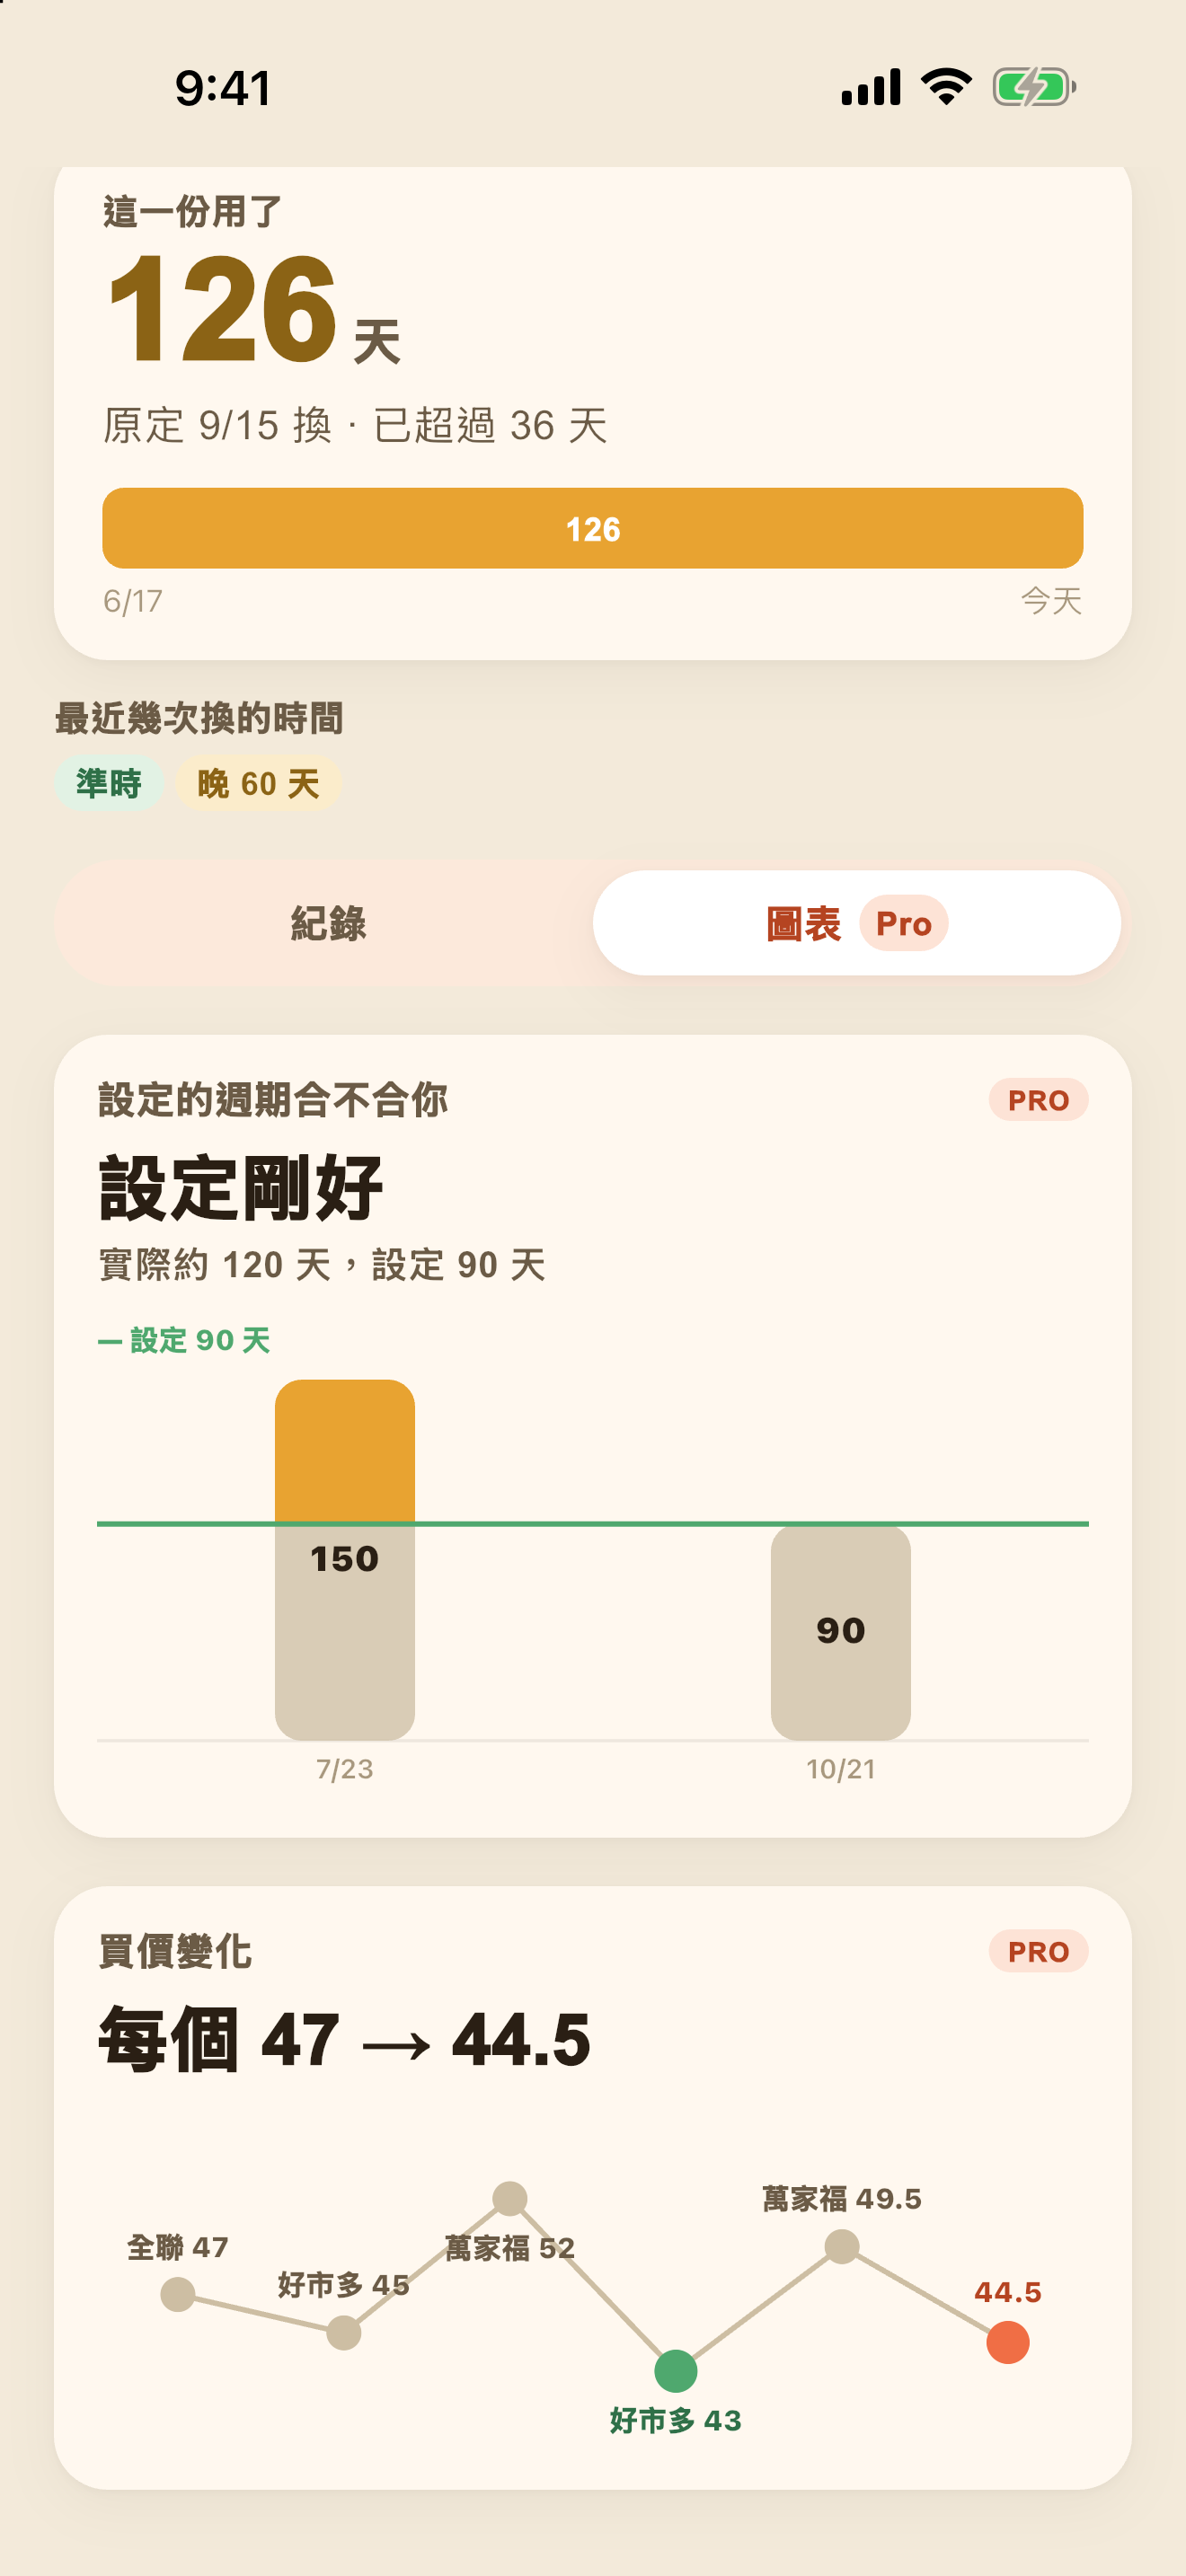 9:41
這一份用了
126 天
原定 9/15 換 · 已超過 36 天
126
6/17 今天
最近幾次換的時間
準時 晚 60 天
紀錄 圖表 Pro
設定的週期合不合你 PRO
設定剛好
實際約 120 天，設定 90 天
— 設定 90 天
150
90
7/23 10/21
買價變化 PRO
每個 47 → 44.5
萬家福 49.5
全聯 47
萬家福 52
好市多 45
44.5
好市多 43